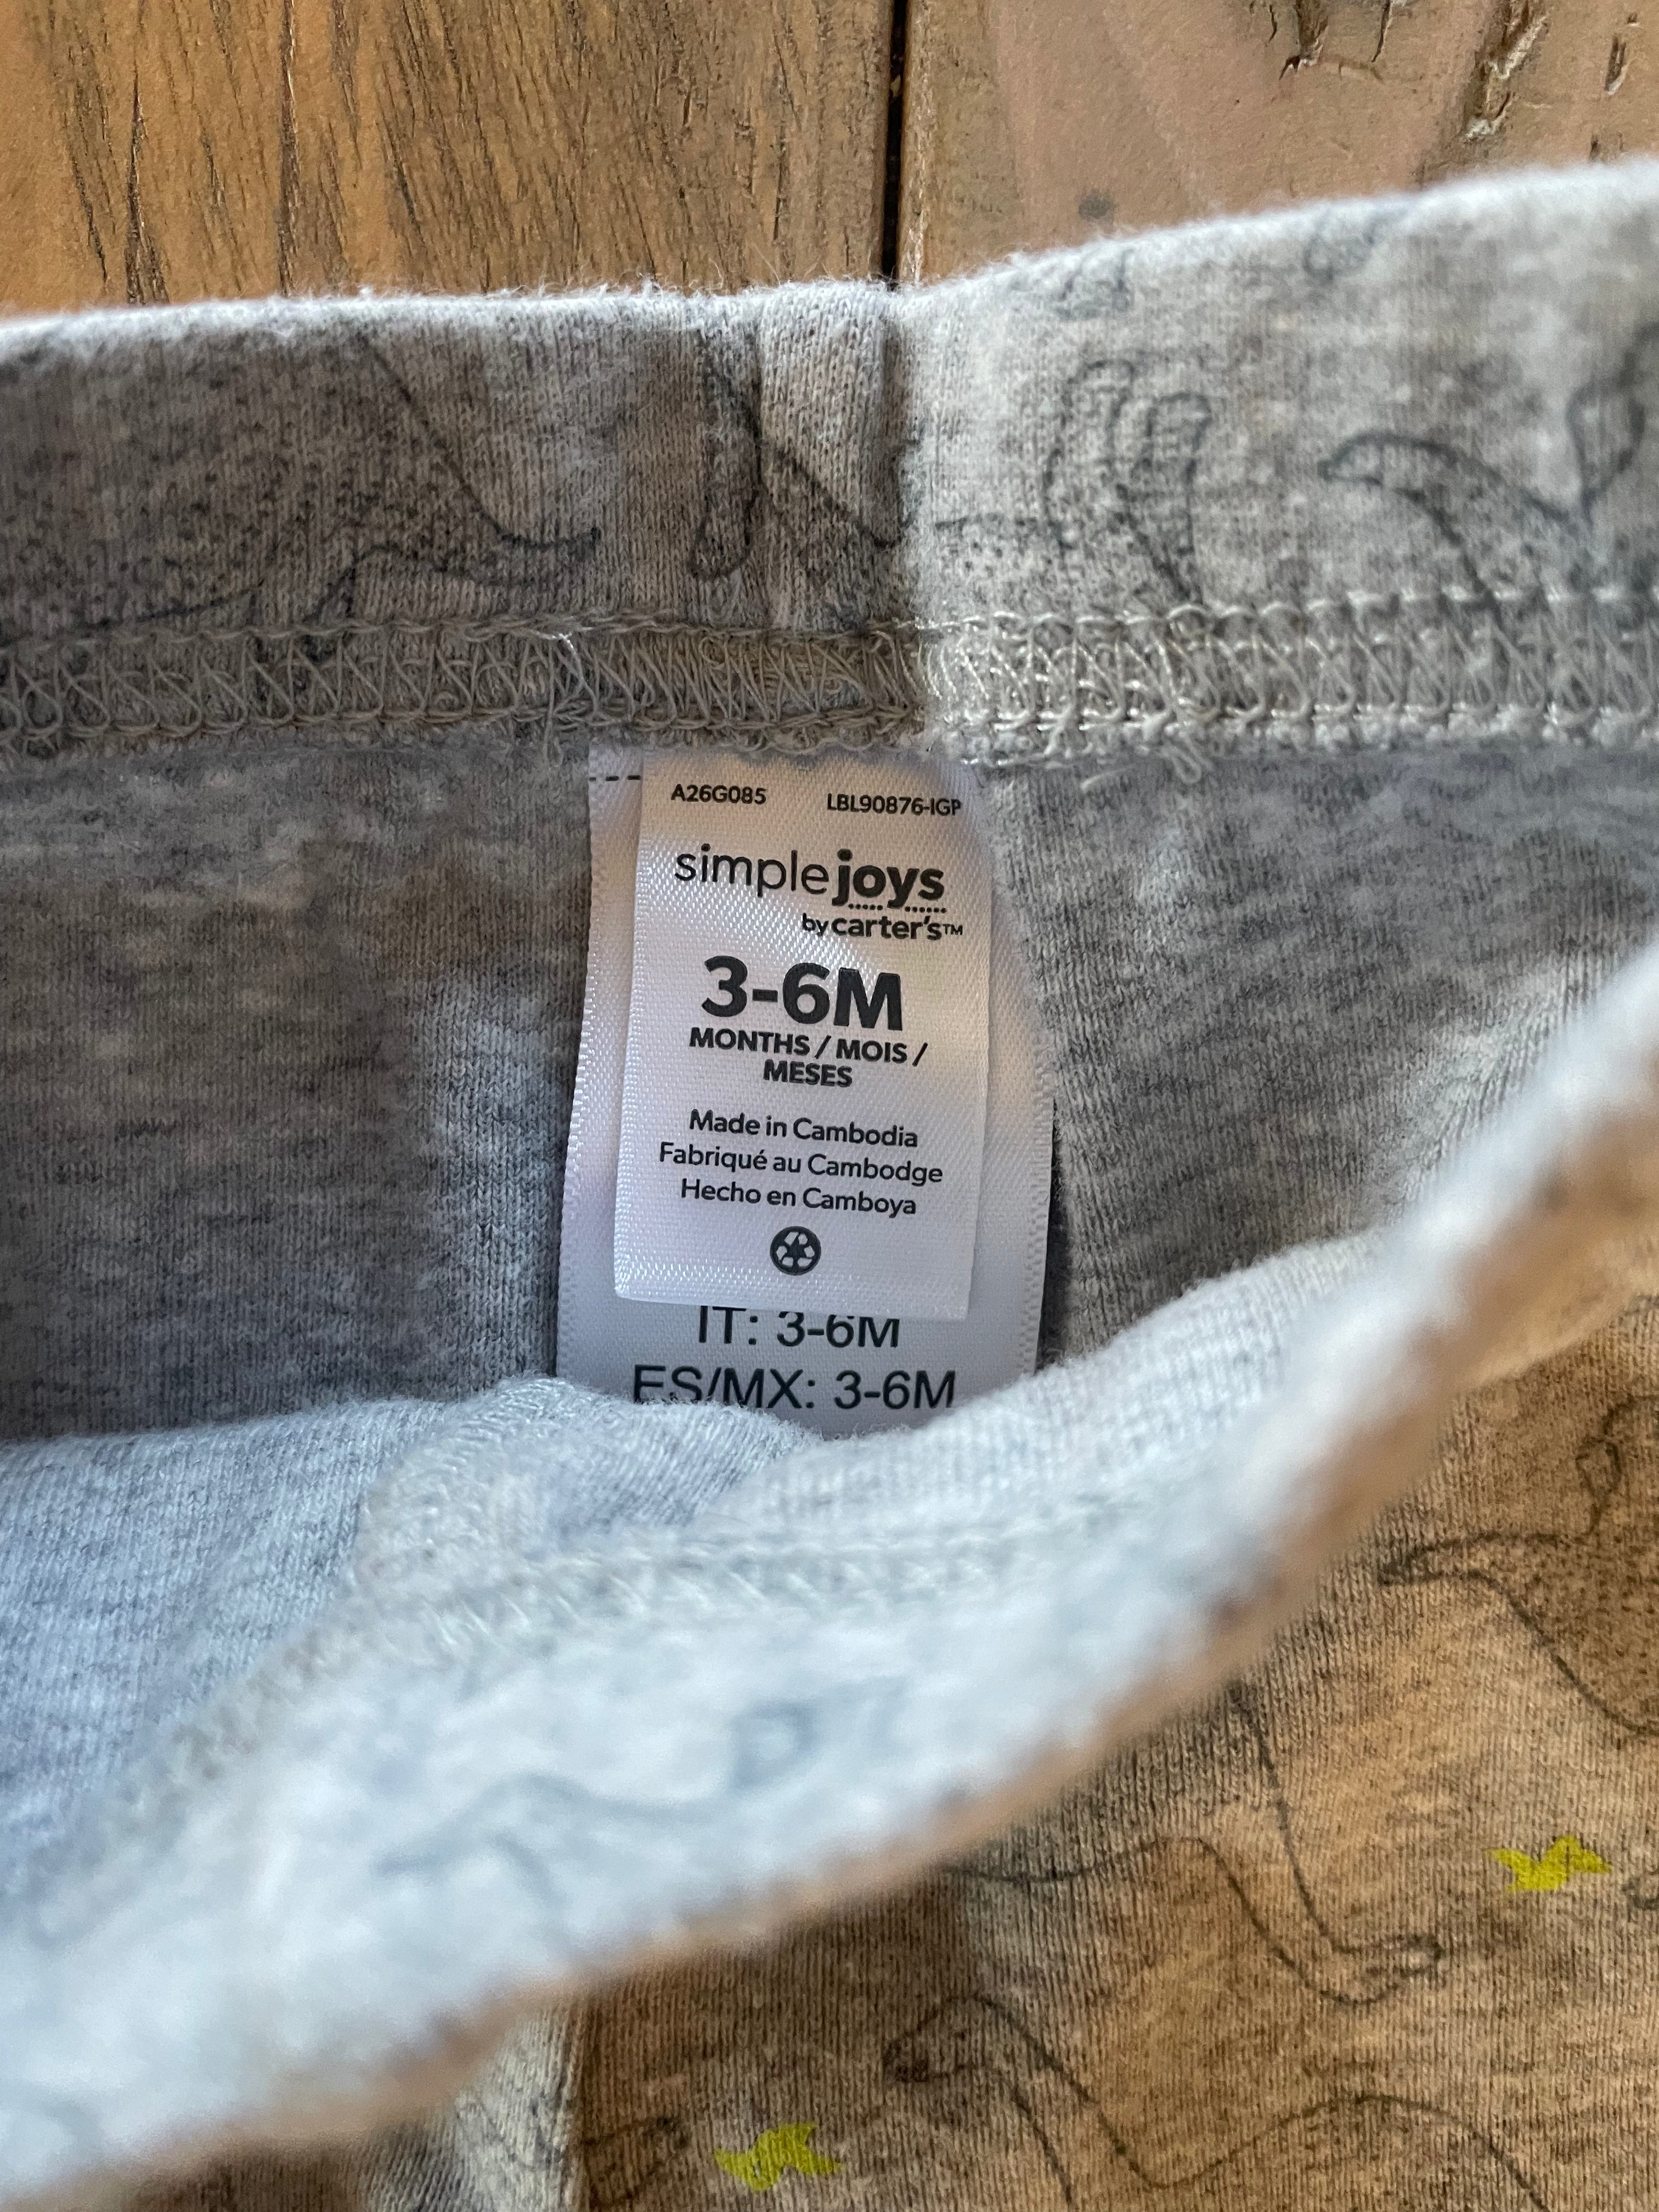 A26G085 LBL90876-IGP
simple joys
by carter's™
3-6M
MONTHS / MOIS /
MESES
Made in Cambodia
Fabriqué au Cambodge
Hecho en Camboya
IT: 3-6M
ES/MX: 3-6M